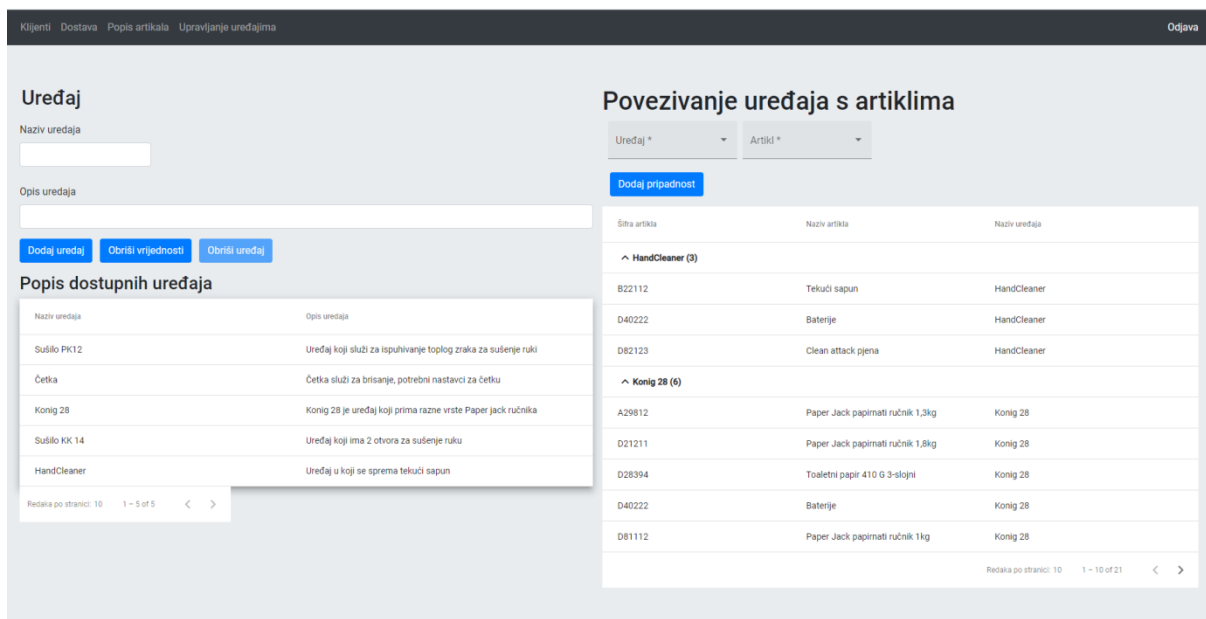 Klijenti Dostava Popis artikala Upravljanje uređajima Odjava
Uređaj
Naziv uredaja
Opis uredaja
Dodaj uredaj Obriši vrijednosti Obriši uređaj
Popis dostupnih uređaja
Naziv uredaja Opis uredaja
Sušilo PK12 Uređaj koji služi za ispuhivanje toplog zraka za sušenje ruki
Četka Četka služi za brisanje, potrebni nastavci za četku
Konig 28 Konig 28 je uređaj koji prima razne vrste Paper jack ručnika
Sušilo KK 14 Uređaj koji ima 2 otvora za sušenje ruku
HandCleaner Uređaj u koji se sprema tekući sapun
Redaka po stranici: 10 1 – 5 of 5
Povezivanje uređaja s artiklima
Uređaj * Artikl *
Dodaj pripadnost
Šifra artikla Naziv artikla Naziv uređaja
HandCleaner (3)
B22112 Tekući sapun HandCleaner
D40222 Baterije HandCleaner
D82123 Clean attack pjena HandCleaner
Konig 28 (6)
A29812 Paper Jack papirnati ručnik 1,3kg Konig 28
D21211 Paper Jack papirnati ručnik 1,8kg Konig 28
D28394 Toaletni papir 410 G 3-slojni Konig 28
D40222 Baterije Konig 28
D81112 Paper Jack papirnati ručnik 1kg Konig 28
Redaka po stranici: 10 1 – 10 of 21